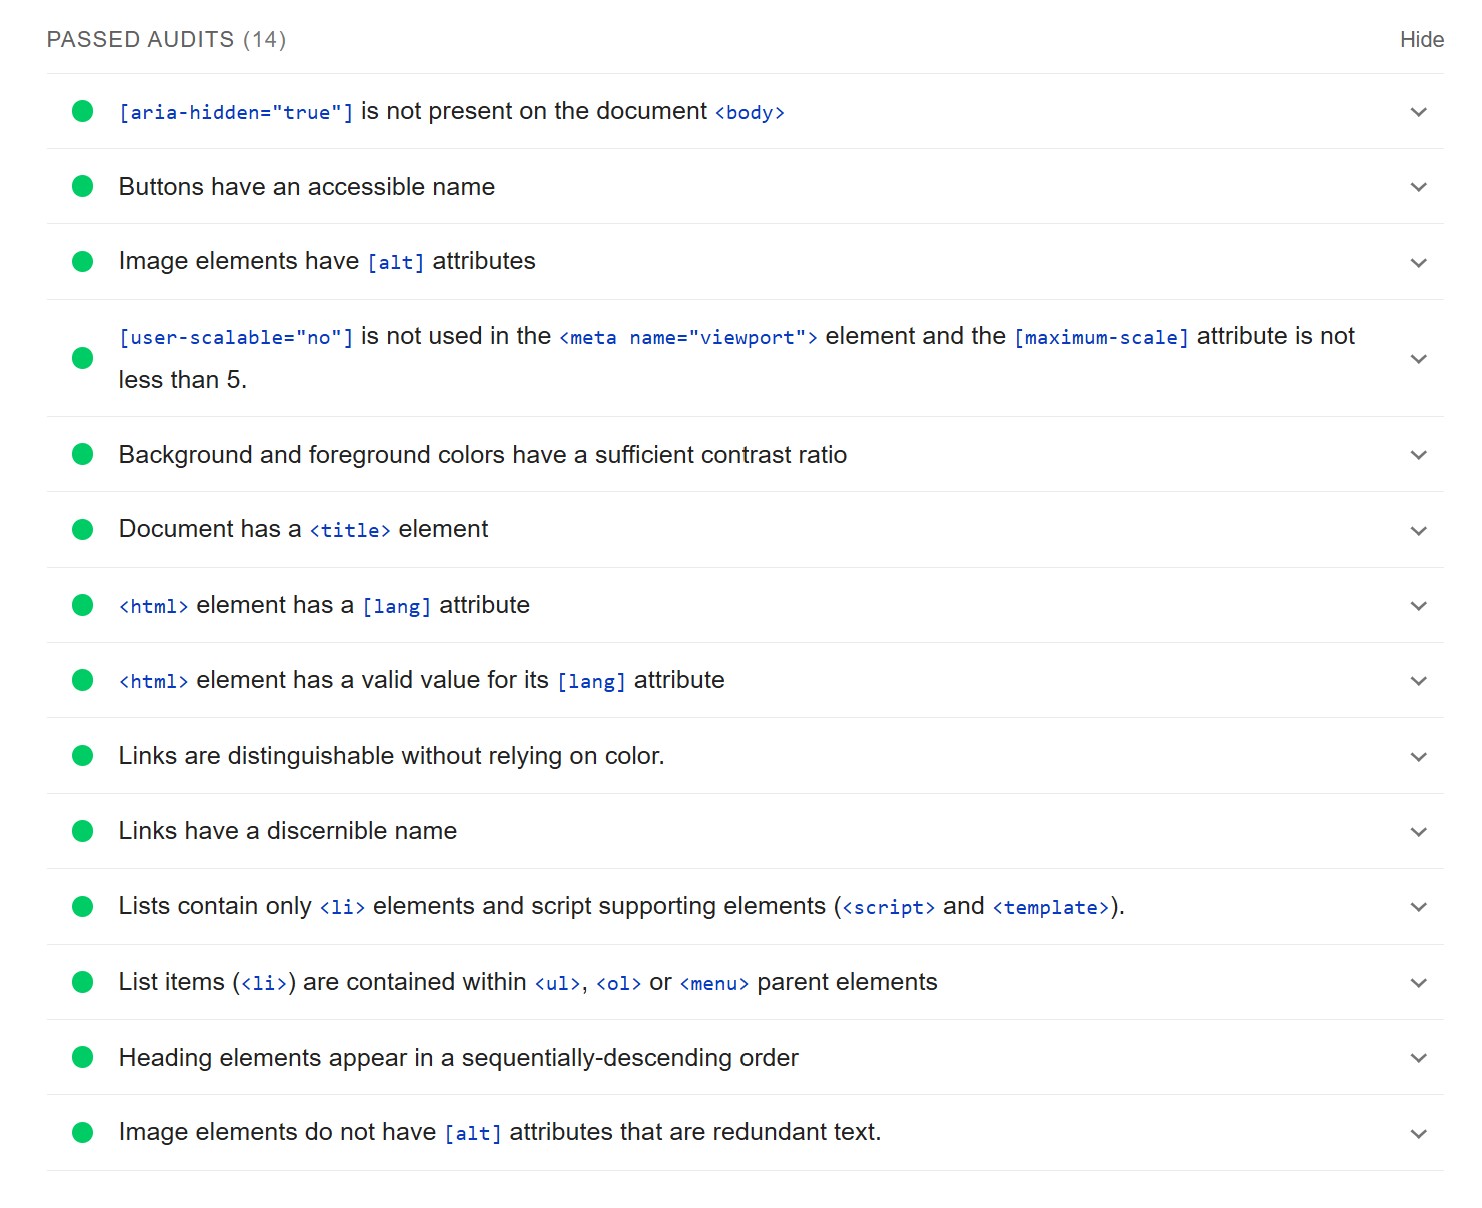 PASSED AUDITS (14)
Hide
[aria-hidden="true"] is not present on the document <body>
Buttons have an accessible name
Image elements have [alt] attributes
[user-scalable="no"] is not used in the <meta name="viewport"> element and the [maximum-scale] attribute is not
less than 5.
Background and foreground colors have a sufficient contrast ratio
Document has a <title> element
<html> element has a [lang] attribute
<html> element has a valid value for its [lang] attribute
Links are distinguishable without relying on color.
Links have a discernible name
Lists contain only <li> elements and script supporting elements (<script> and <template>).
List items (<li>) are contained within <ul>, <ol> or <menu> parent elements
Heading elements appear in a sequentially-descending order
Image elements do not have [alt] attributes that are redundant text.